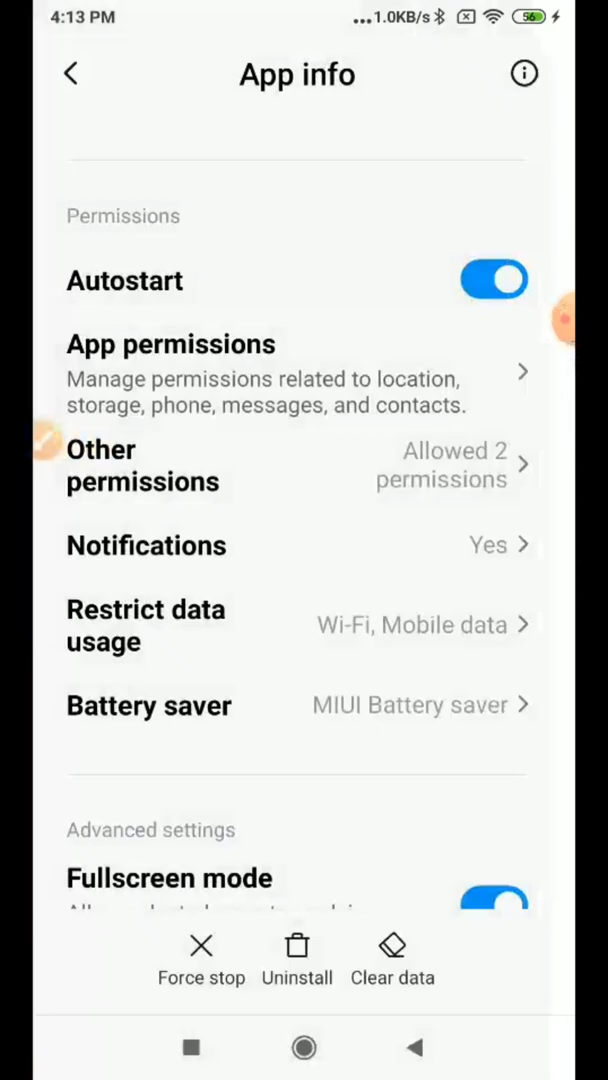 4:13 PM
...1.0KB/s
56
App info
Permissions
Autostart
App permissions
Manage permissions related to location,
storage, phone, messages, and contacts.
Other
permissions
Allowed 2
permissions
Notifications
Yes
Restrict data
usage
Wi-Fi, Mobile data
Battery saver
MIUI Battery saver
Advanced settings
Fullscreen mode
Force stop
Uninstall
Clear data